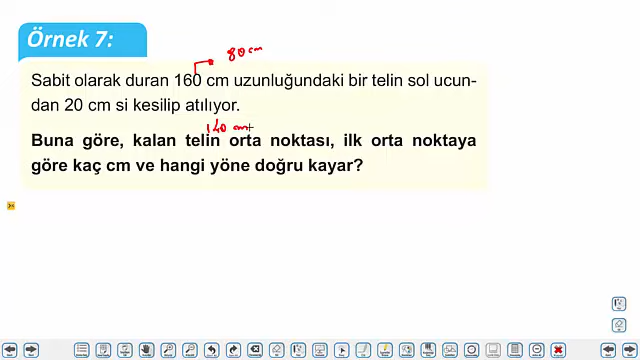 Örnek 7:
80 cm
Sabit olarak duran 160 cm uzunluğundaki bir telin sol ucun-
dan 20 cm si kesilip atılıyor.
140 cm
Buna göre, kalan telin orta noktası, ilk orta noktaya
göre kaç cm ve hangi yöne doğru kayar?